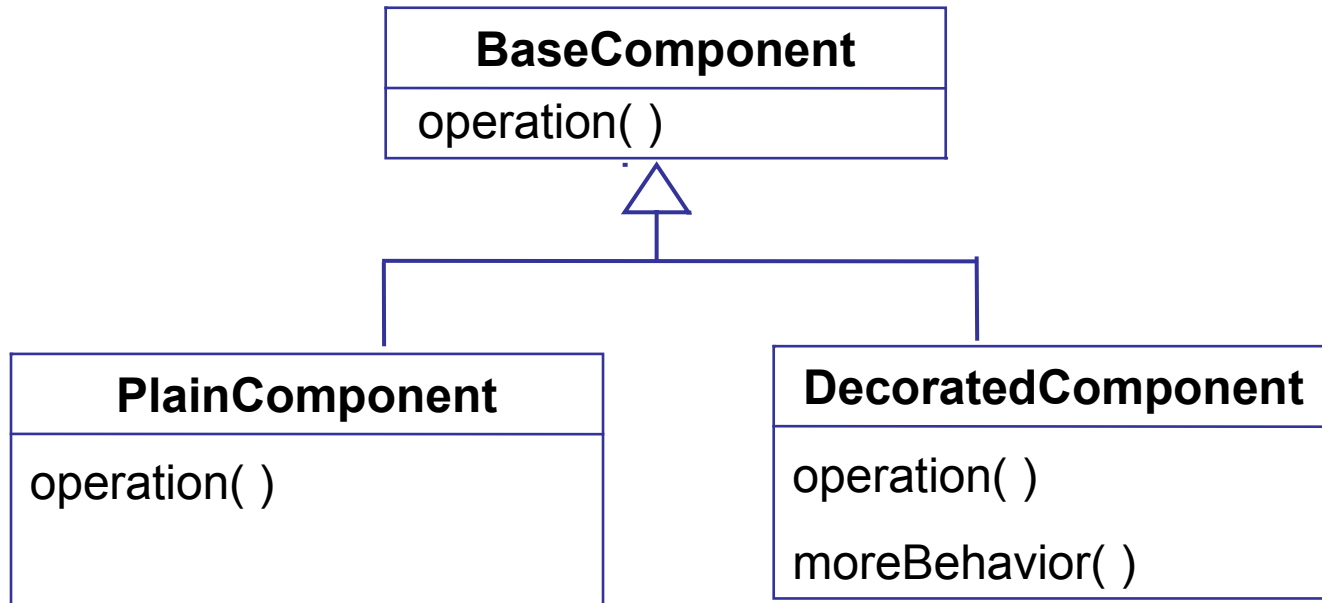 BaseComponent
operation( )
PlainComponent
operation( )
DecoratedComponent
operation( )
moreBehavior( )